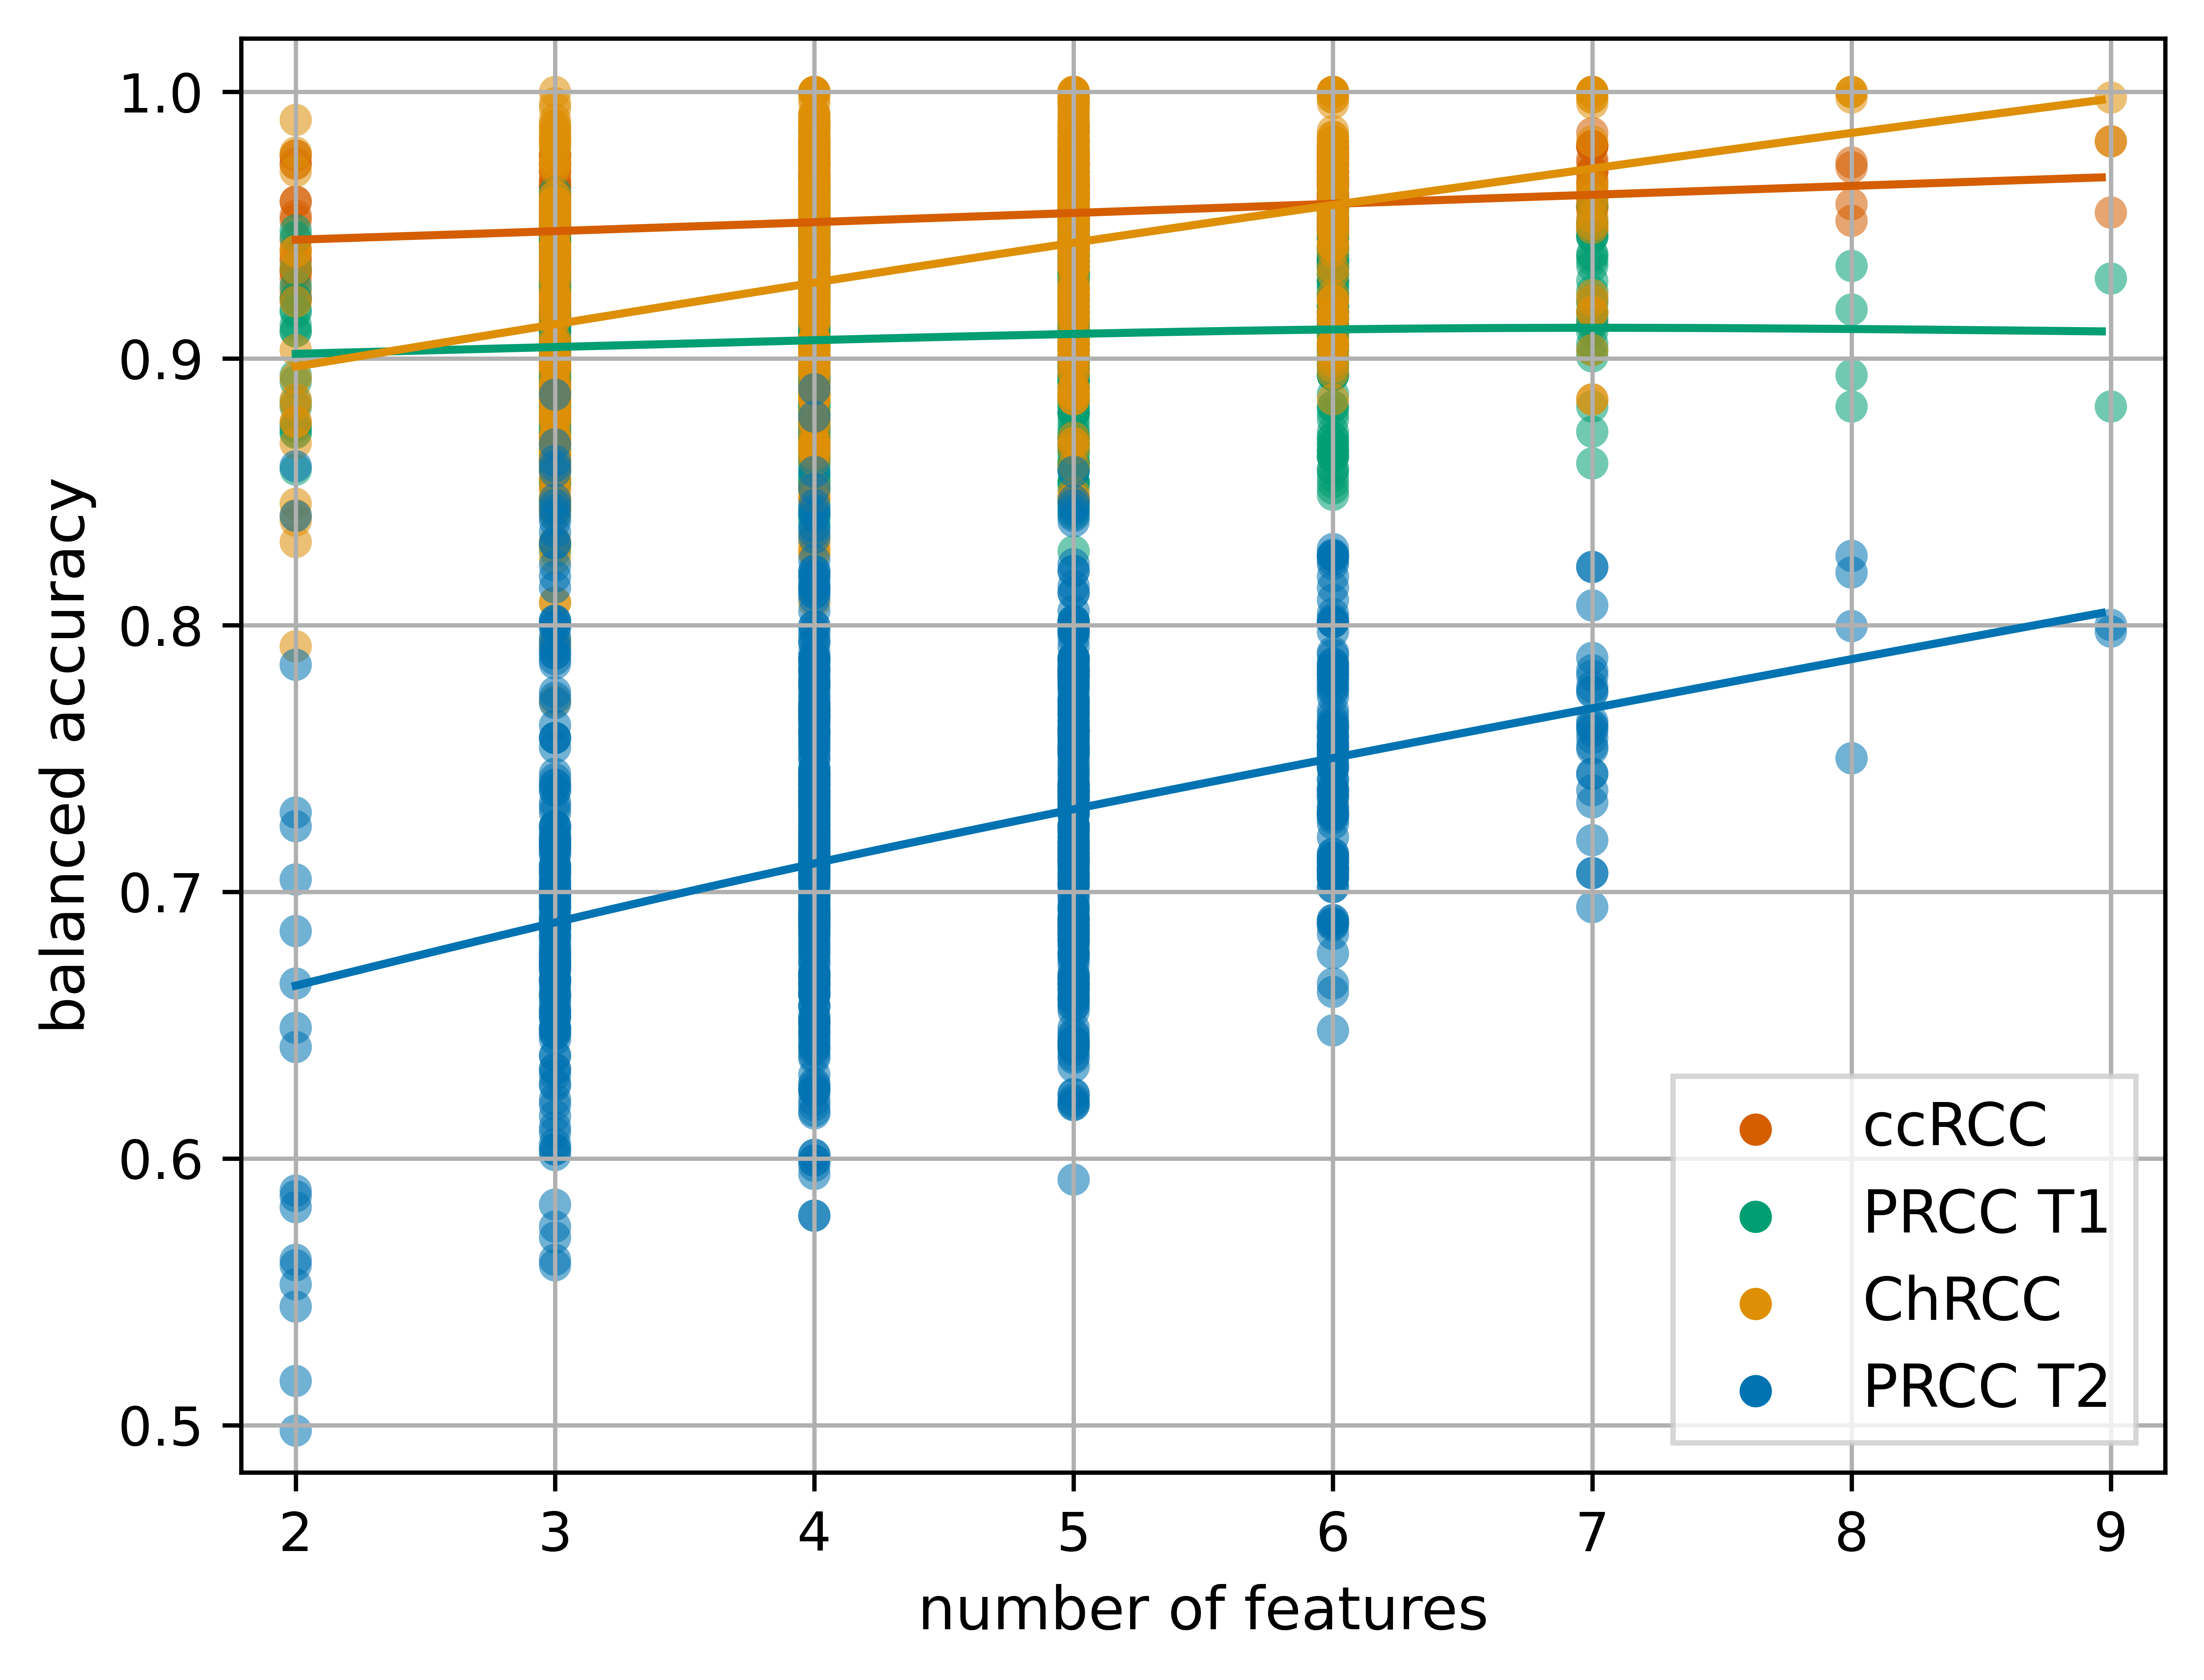 balanced accuracy
1.0
0.9
0.8
0.7
0.6
0.5
ccRCC
PRCC T1
ChRCC
PRCC T2
2 3 4 5 6 7 8 9
number of features